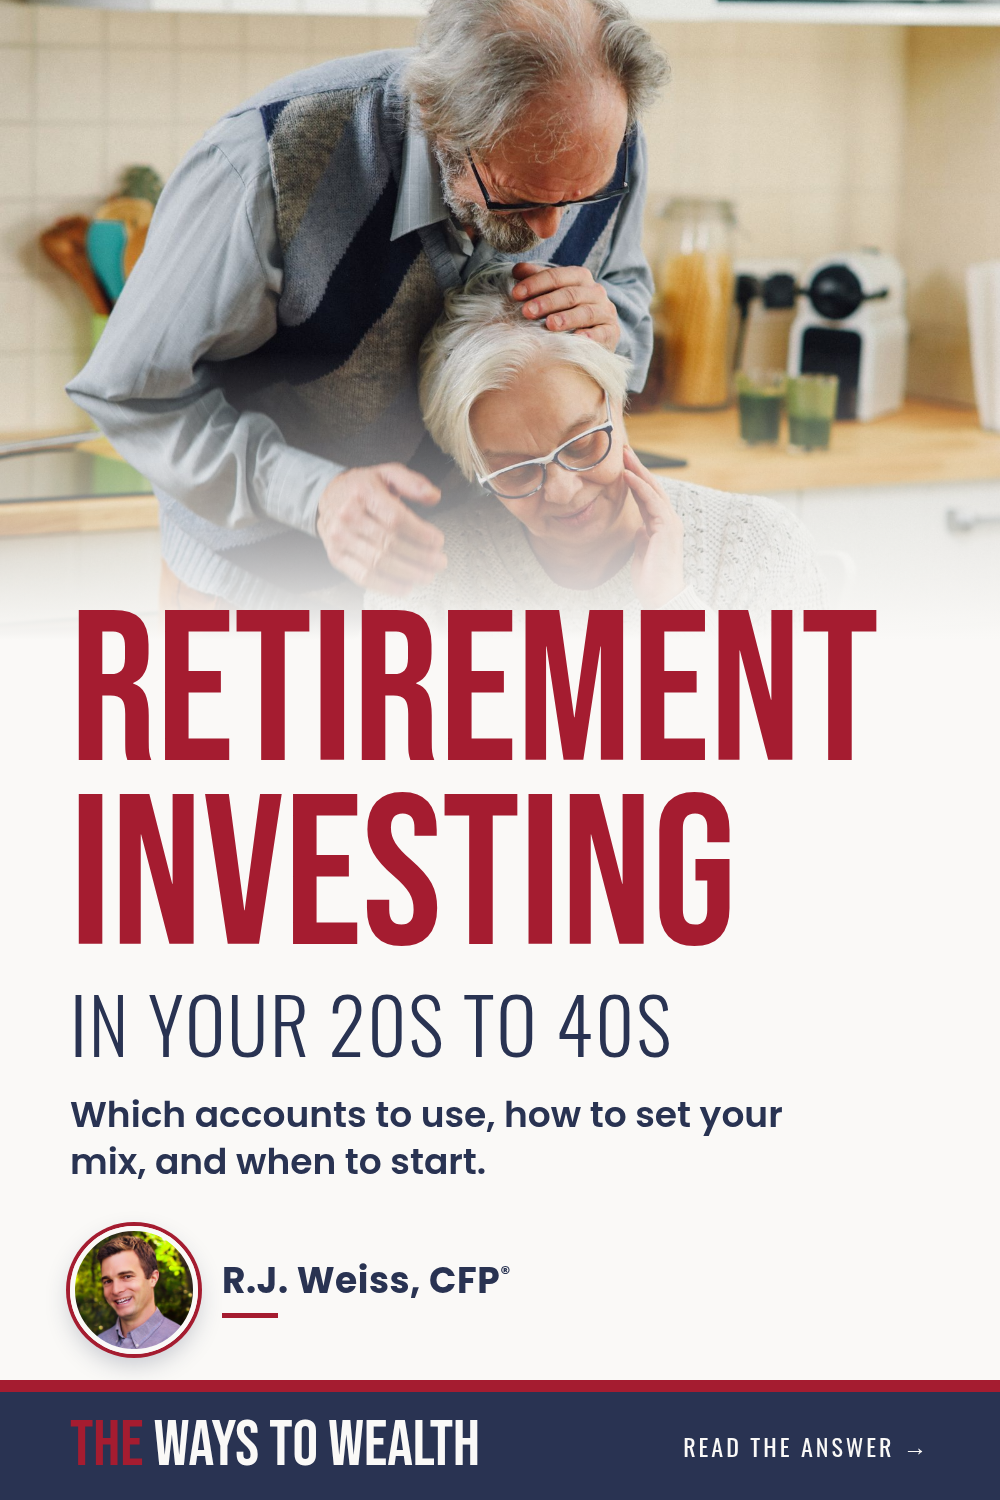 RETIREMENT
INVESTING
IN YOUR 20S TO 40S
Which accounts to use, how to set your
mix, and when to start.
R.J. Weiss, CFP®
THE WAYS TO WEALTH
READ THE ANSWER →